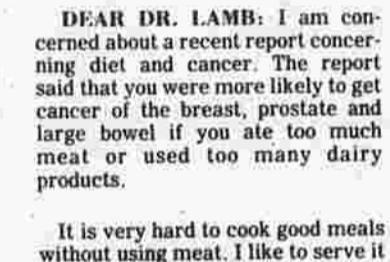 DEAR DR. LAMB: I am con-
cerned about a recent report concer-
ning diet and cancer. The report
said that you were more likely to get
cancer of the breast, prostate and
large bowel if you ate too much
meat or used too many dairy
products.
It is very hard to cook good meals
without using meat. I like to serve it